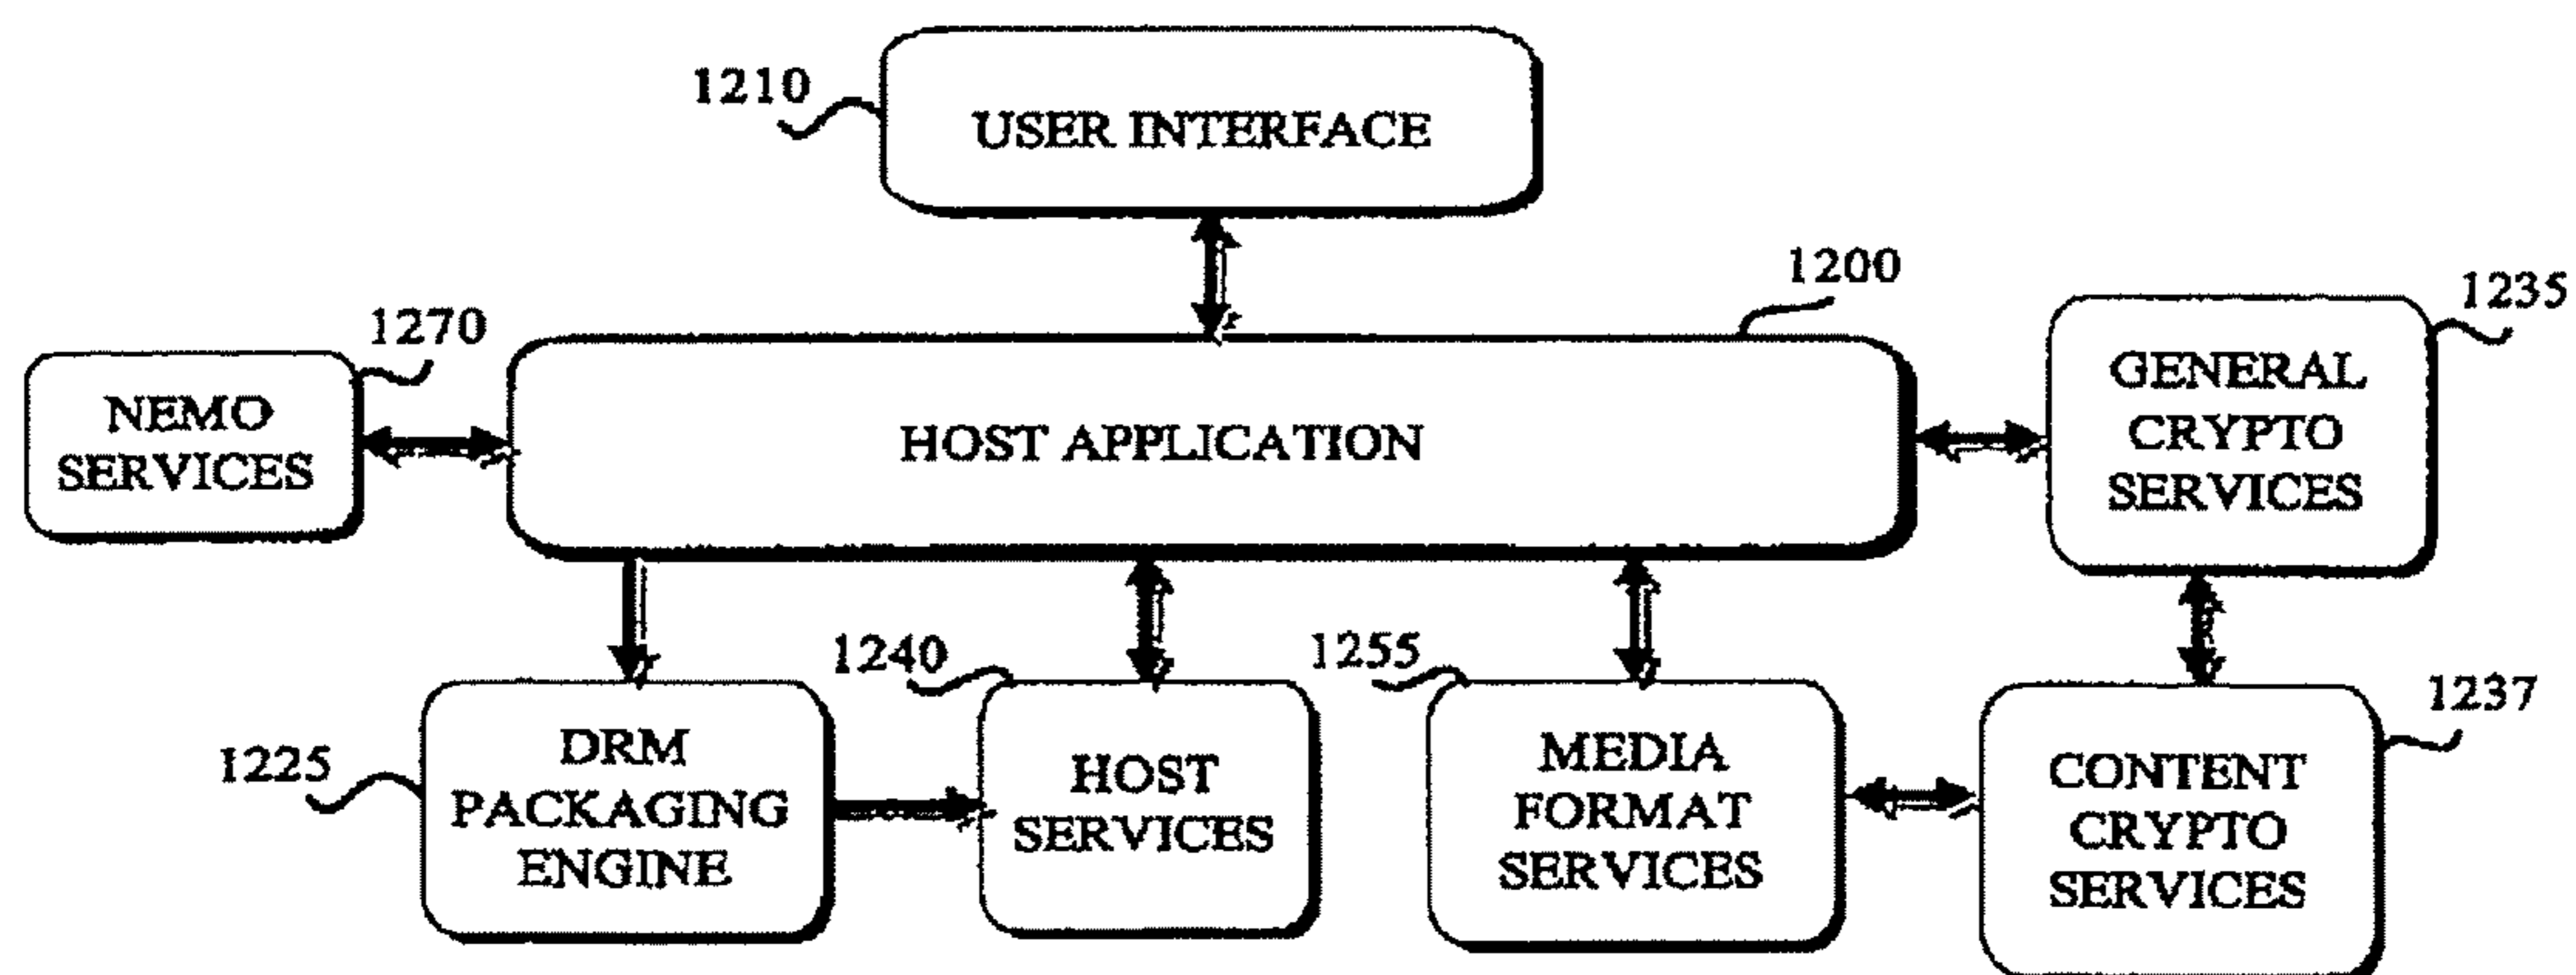 1210
USER INTERFACE
1200
1235
1270
NEMO
SERVICES
HOST APPLICATION
GENERAL
CRYPTO
SERVICES
1225
DRM
PACKAGING
ENGINE
1240
HOST
SERVICES
1255
MEDIA
FORMAT
SERVICES
1237
CONTENT
CRYPTO
SERVICES